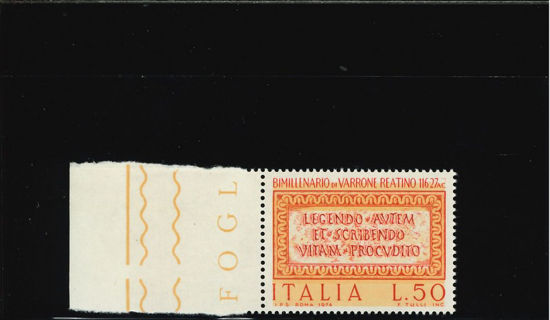 FOGL
BIMILLENARIO DI VARRONE REATINO 116 27 AC
LEGENDO·AVTEM
ET·SCRIBENDO
VITAM·PROCVDITO
ITALIA L.50
I.P.S. ROMA 1974 F. TULLI INC.